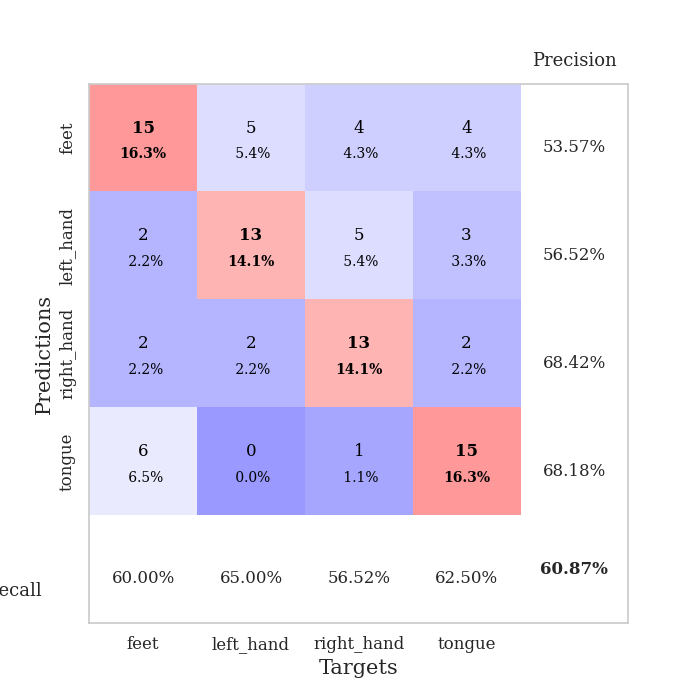 Precision
feet
15 5 4 4
16.3% 5.4% 4.3% 4.3%
53.57%
left_hand
2 13 5 3
2.2% 14.1% 5.4% 3.3%
56.52%
Predictions
right_hand
2 2 13 2
2.2% 2.2% 14.1% 2.2%
68.42%
tongue
6 0 1 15
6.5% 0.0% 1.1% 16.3%
68.18%
ecall
60.00% 65.00% 56.52% 62.50% 60.87%
feet left_hand right_hand tongue
Targets